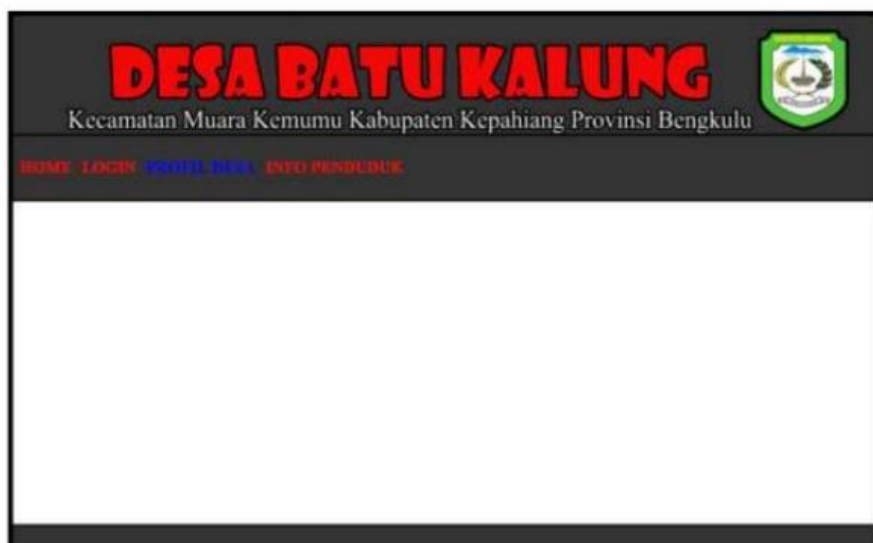 DESA BATU KALUNG
Kecamatan Muara Kemumu Kabupaten Kepahiang Provinsi Bengkulu
HOME LOGIN PROFIL DESA INFO PENDUDUK